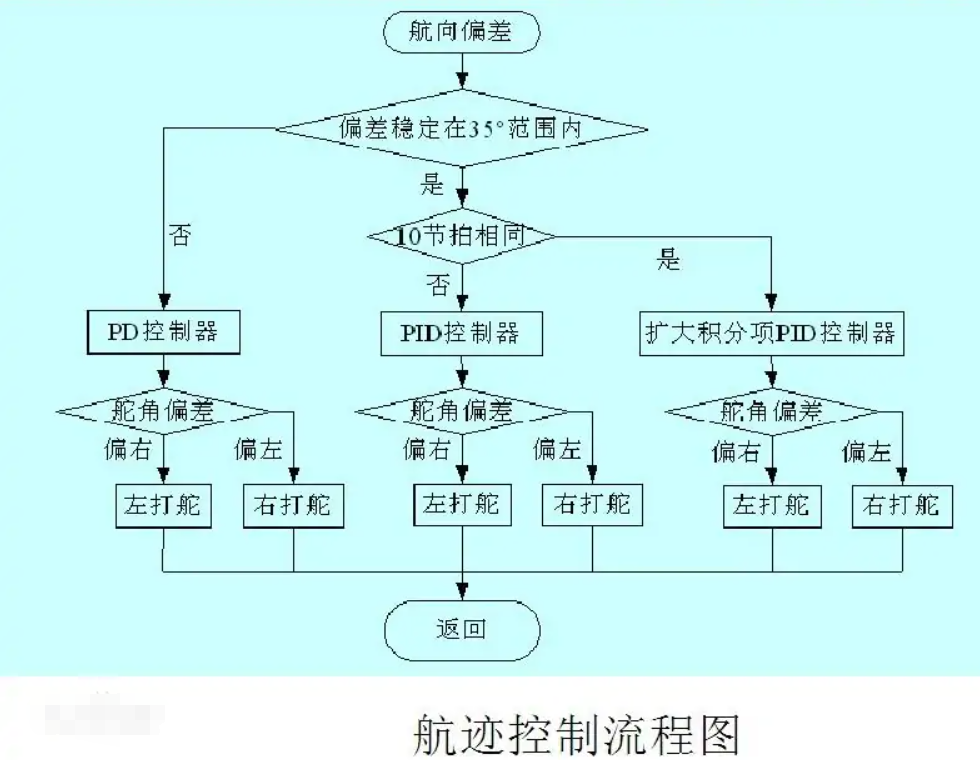 航向偏差
偏差稳定在35°范围内
是
否
10节拍相同
是
否
PD控制器
PID控制器
扩大积分项PID控制器
舵角偏差
舵角偏差
舵角偏差
偏右
偏左
偏右
偏左
偏右
偏左
左打舵
右打舵
左打舵
右打舵
左打舵
右打舵
返回
航迹控制流程图